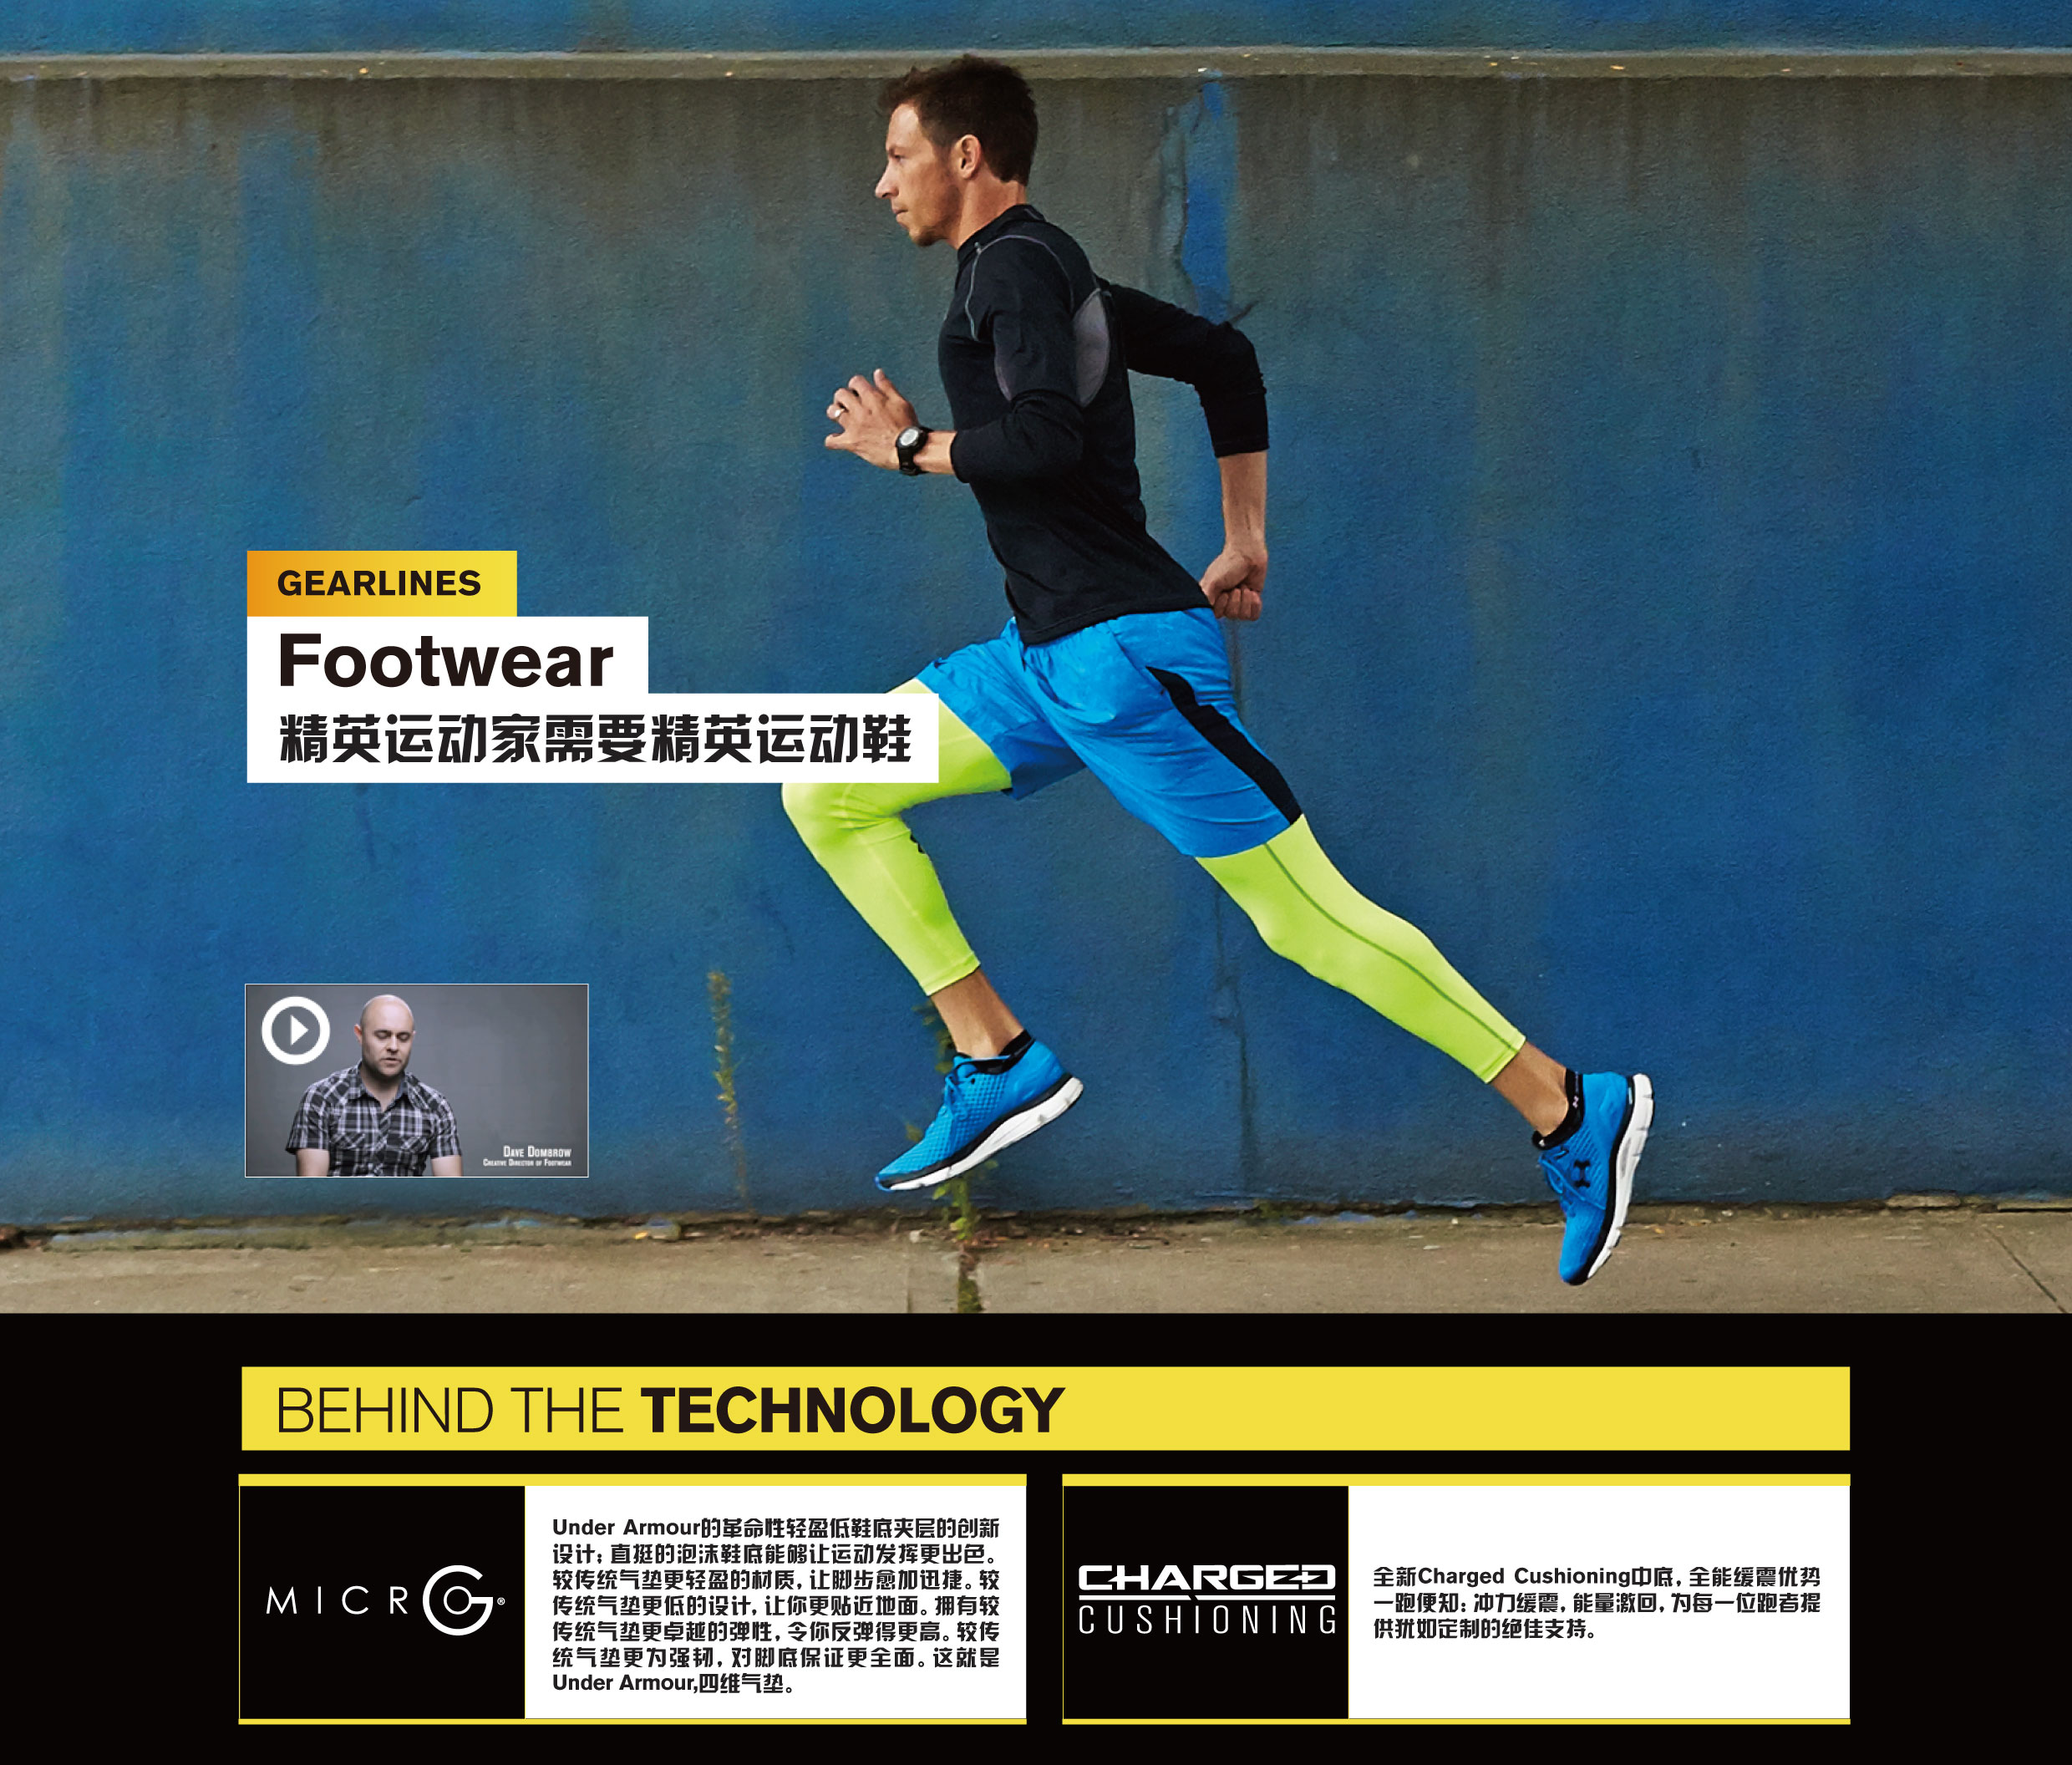 GEARLINES
Footwear
精英运动家需要精英运动鞋
DAVE DOMBROW
CREATIVE DIRECTOR OF FOOTWEAR
BEHIND THE TECHNOLOGY
MICRO G®
Under Armour的革命性轻盈低鞋底夹层的创新
设计；直挺的泡沫鞋底能够让运动发挥更出色。
较传统气垫更轻盈的材质，让脚步愈加迅捷。较
传统气垫更低的设计，让你更贴近地面。拥有较
传统气垫更卓越的弹性，令你反弹得更高。较传
统气垫更为强韧，对脚底保证更全面。这就是
Under Armour,四维气垫。
CHARGED
CUSHIONING
全新Charged Cushioning中底，全能缓震优势
一跑便知：冲力缓震，能量激回，为每一位跑者提
供犹如定制的绝佳支持。